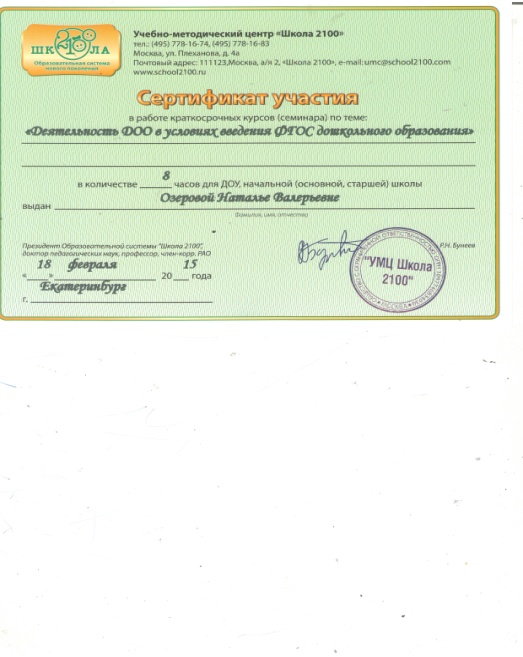 ШК2100ЛА
Образовательная система
нового поколения
Учебно-методический центр «Школа 2100»
тел.: (495) 778-16-74, (495) 778-16-83
Москва, ул. Плеханова, д. 4а
Почтовый адрес: 111123,Москва, а/я 2, «Школа 2100», e-mail:umc@school2100.com
www.school2100.ru
Сертификат участия
в работе краткосрочных курсов (семинара) по теме:
«Деятельность ДОО в условиях введения ФГОС дошкольного образования»
в количестве 8 часов для ДОУ, начальной (основной, старшей) школы
выдан Озеровой Наталье Валерьевне
Фамилия, имя, отчество
Президент Образовательной системы "Школа 2100",
доктор педагогических наук, профессор, член-корр. РАО
Р.Н. Бунеев
« 18 » февраля 20 15 года
г. Екатеринбург
"УМЦ Школа
2100"